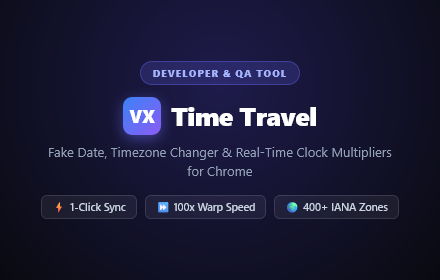 DEVELOPER & QA TOOL
VX Time Travel
Fake Date, Timezone Changer & Real-Time Clock Multipliers
for Chrome
1-Click Sync 100x Warp Speed 400+ IANA Zones